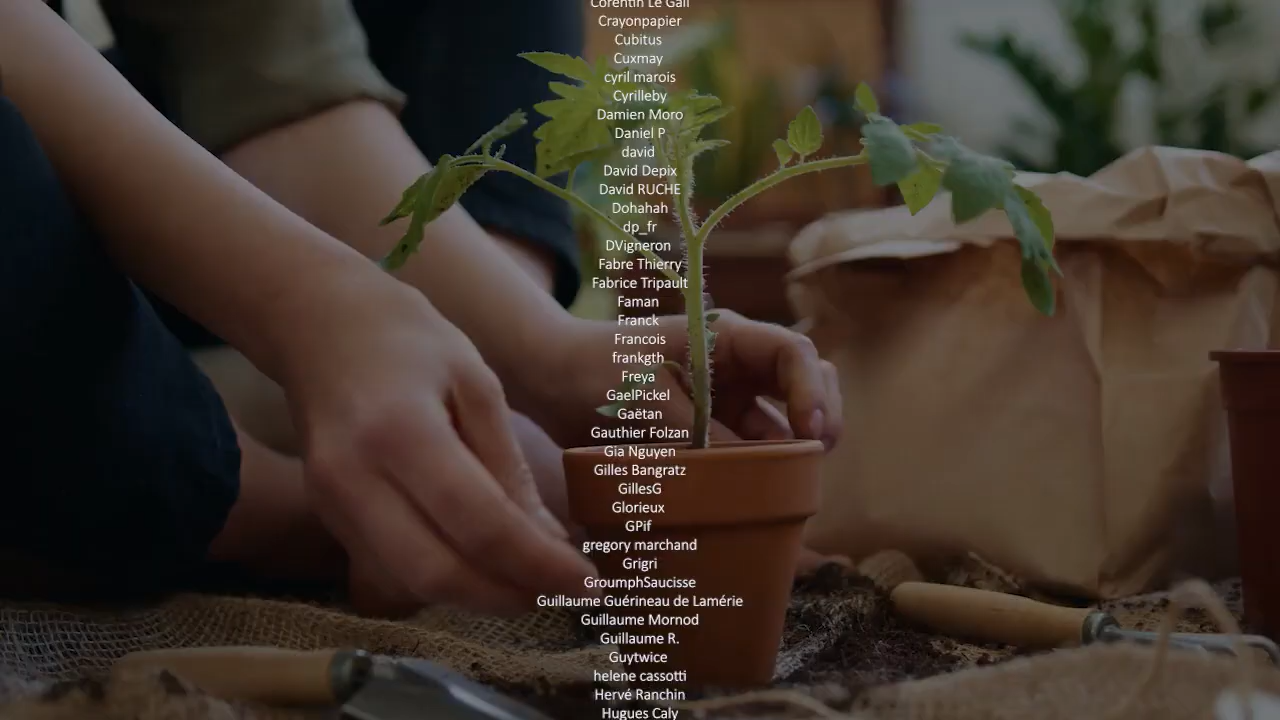 Corentin Le Gall
Crayonpapier
Cubitus
Cuxmay
cyril marois
Cyrilleby
Damien Moro
Daniel P
david
David Depix
David RUCHE
Dohahah
dp_fr
DVigneron
Fabre Thierry
Fabrice Tripault
Faman
Franck
Francois
frankgth
Freya
GaelPickel
Gaëtan
Gauthier Folzan
Gia Nguyen
Gilles Bangratz
GillesG
Glorieux
GPif
gregory marchand
Grigri
GroumphSaucisse
Guillaume Guérineau de Lamérie
Guillaume Mornod
Guillaume R.
Guytwice
helene cassotti
Hervé Ranchin
Hugues Caly